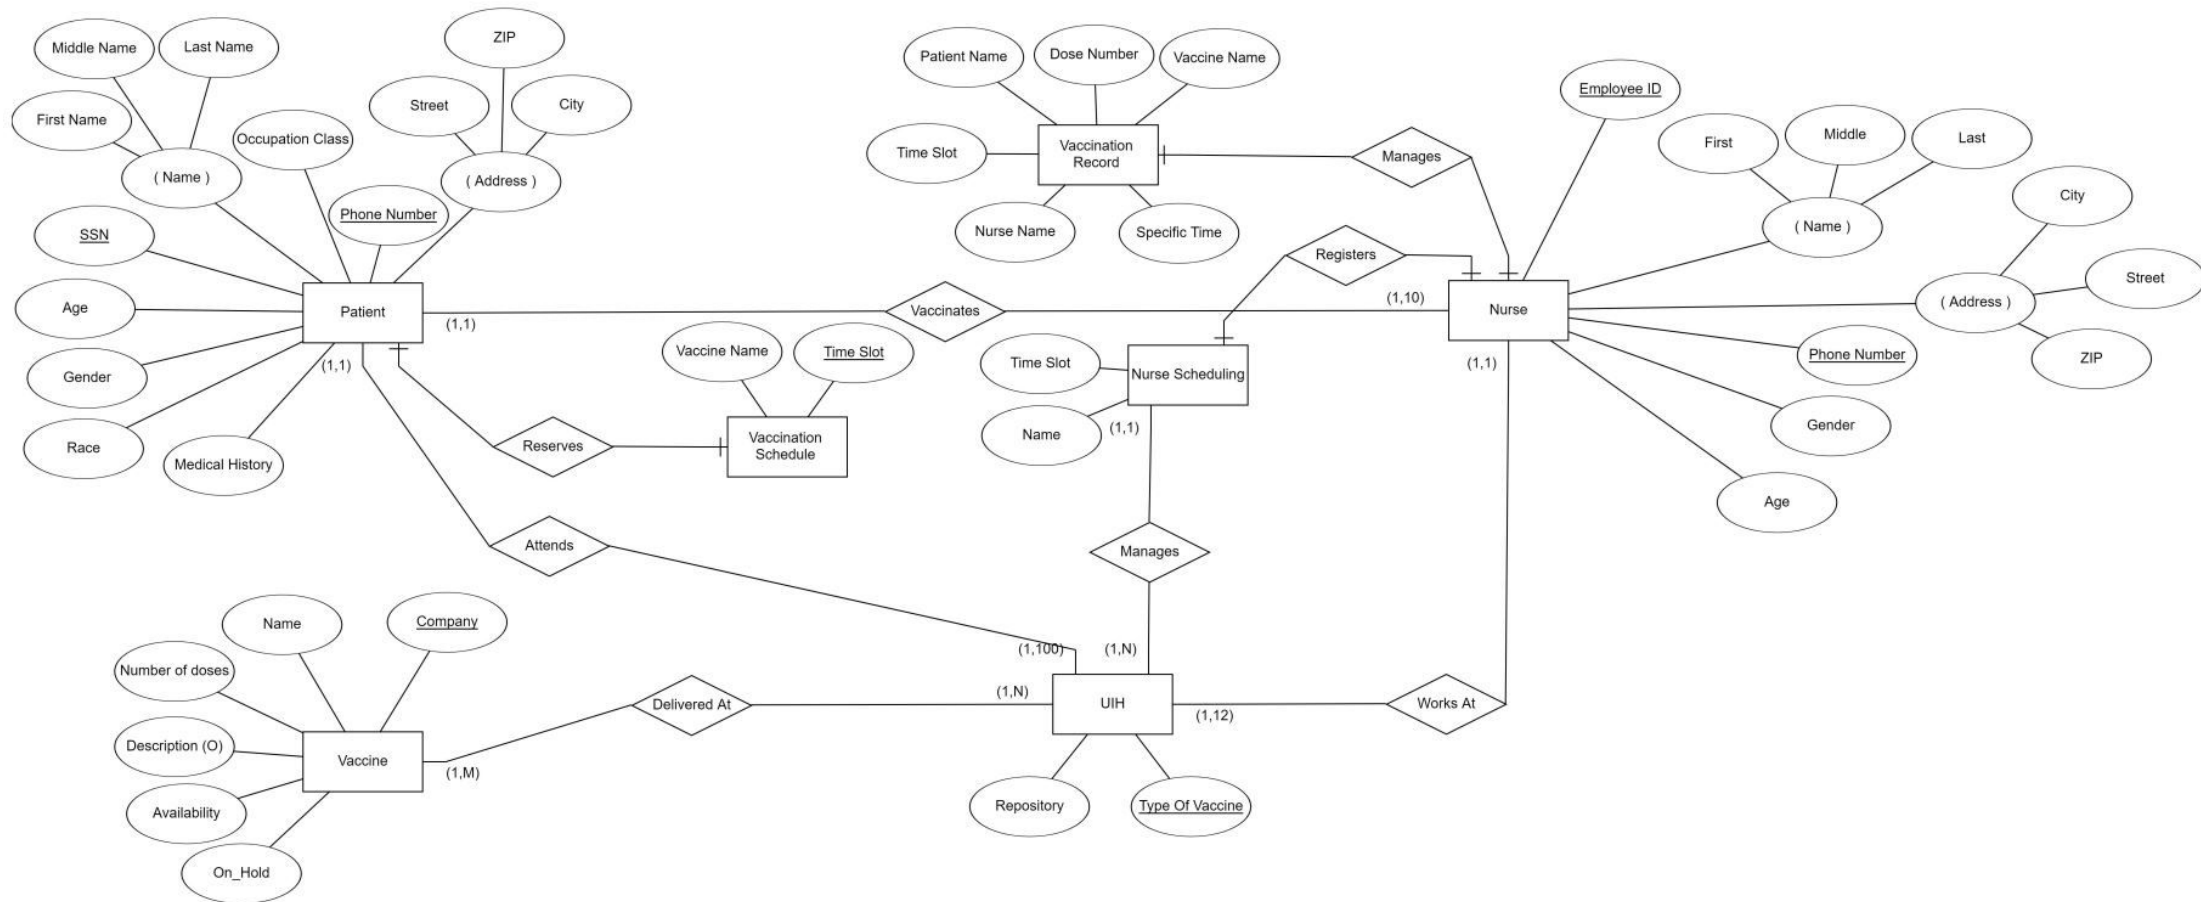 Middle Name
Last Name
ZIP
First Name
Occupation Class
Street
City
( Name )
( Address )
Phone Number
SSN
Age
Gender
Race
Medical History
Patient
(1,1)
(1,1)
Patient Name
Dose Number
Vaccine Name
Time Slot
Vaccination
Record
Nurse Name
Specific Time
Manages
Registers
Vaccinates
(1,10)
Employee ID
First
Middle
Last
( Name )
City
( Address )
Street
ZIP
Nurse
(1,1)
Phone Number
Gender
Age
Vaccine Name
Time Slot
Reserves
Vaccination
Schedule
Time Slot
Name
Nurse Scheduling
(1,1)
Attends
Manages
(1,100)
(1,N)
(1,N)
UIH
(1,12)
Works At
Repository
Type Of Vaccine
Delivered At
Name
Company
Number of doses
Description (O)
Availability
On_Hold
Vaccine
(1,M)